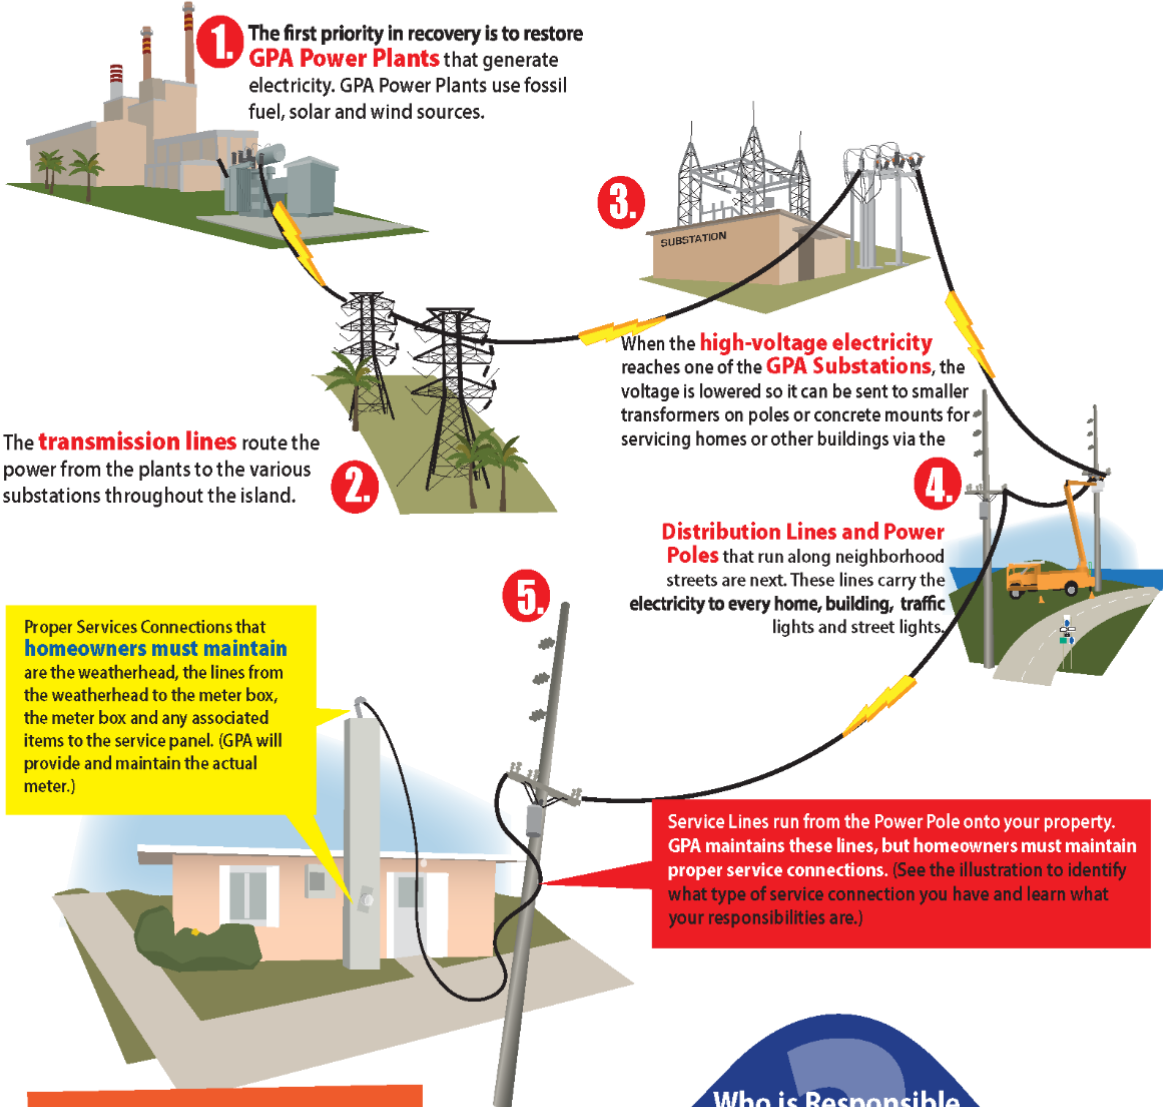 1.
The first priority in recovery is to restore
GPA Power Plants that generate
electricity. GPA Power Plants use fossil
fuel, solar and wind sources.
3.
SUBSTATION
When the high-voltage electricity
reaches one of the GPA Substations, the
voltage is lowered so it can be sent to smaller
transformers on poles or concrete mounts for
servicing homes or other buildings via the
The transmission lines route the
power from the plants to the various
substations throughout the island.
2.
4.
Distribution Lines and Power
Poles that run along neighborhood
streets are next. These lines carry the
electricity to every home, building, traffic
lights and street lights.
5.
Proper Services Connections that
homeowners must maintain
are the weatherhead, the lines from
the weatherhead to the meter box,
the meter box and any associated
items to the service panel. (GPA will
provide and maintain the actual
meter.)
Service Lines run from the Power Pole onto your property.
GPA maintains these lines, but homeowners must maintain
proper service connections. (See the illustration to identify
what type of service connection you have and learn what
your responsibilities are.)
?
Who is Responsible